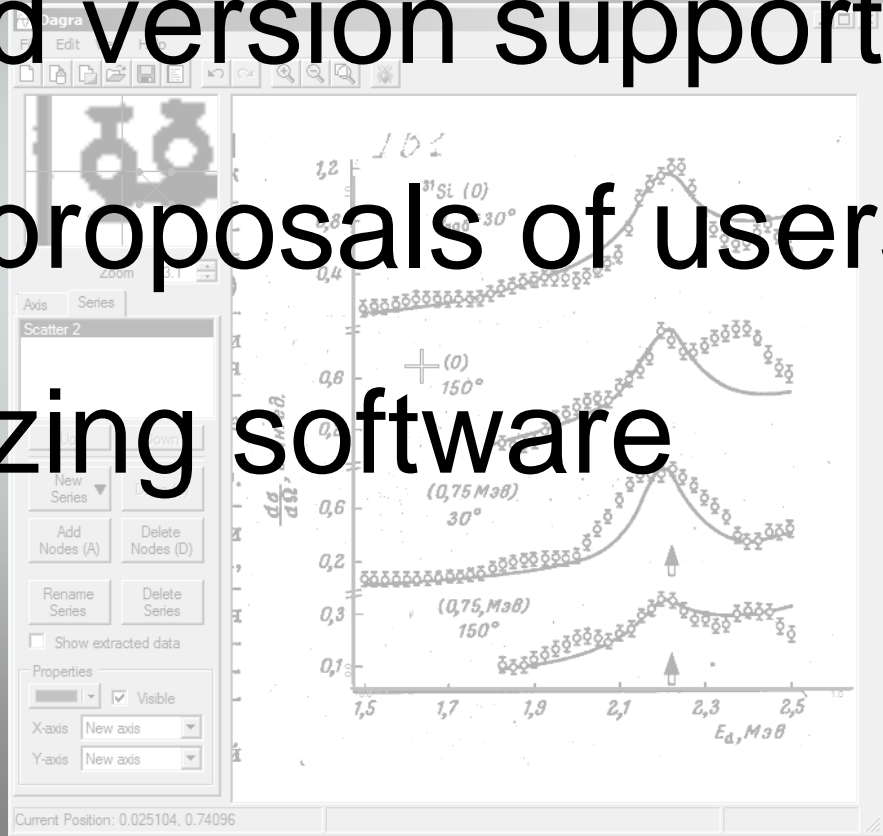 Dagra
d version support
Edit
proposals of users
Zoom
Axis Series
Scatter 2
zing software
New Series
Add Nodes (A)
Delete Nodes (D)
Rename Series
Delete Series
Show extracted data
Properties
Visible
X-axis New axis
Y-axis New axis
Current Position: 0.025104, 0.74096
1,2
³¹Si (0)
30°
0,8
0,4
(0)
150°
0,8
dσ/dΩ
(0,75 Мэв)
30°
0,6
0,2
(0,75, Мэв)
150°
0,3
0,1
1,5 1,7 1,9 2,1 2,3 2,5
E_d, Мэв